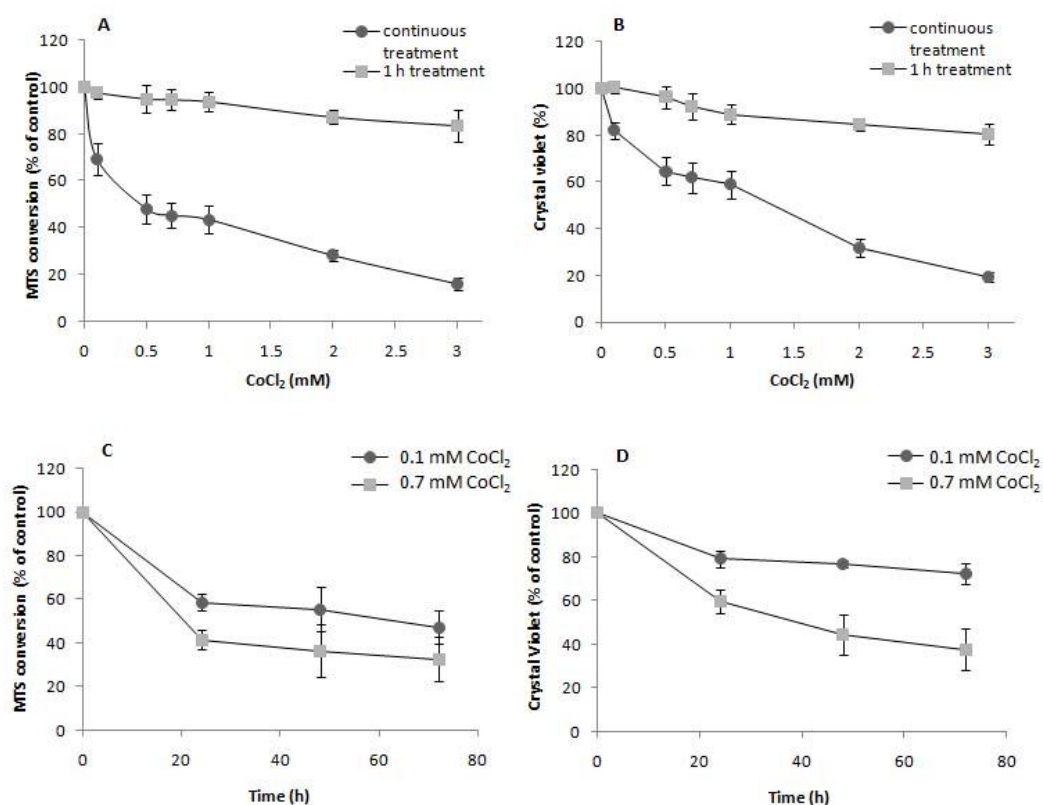 A
continuous
treatment
1 h treatment
MTS conversion (% of control)
120
100
80
60
40
20
0
0 0.5 1 1.5 2 2.5 3
CoCl₂ (mM)
B
continuous
treatment
1 h treatment
Crystal violet (%)
120
100
80
60
40
20
0
0 0.5 1 1.5 2 2.5 3
CoCl₂ (mM)
C
0.1 mM CoCl₂
0.7 mM CoCl₂
MTS conversion (% of control)
120
100
80
60
40
20
0
0 20 40 60 80
Time (h)
D
0.1 mM CoCl₂
0.7 mM CoCl₂
Crystal Violet (% of control)
120
100
80
60
40
20
0
0 20 40 60 80
Time (h)